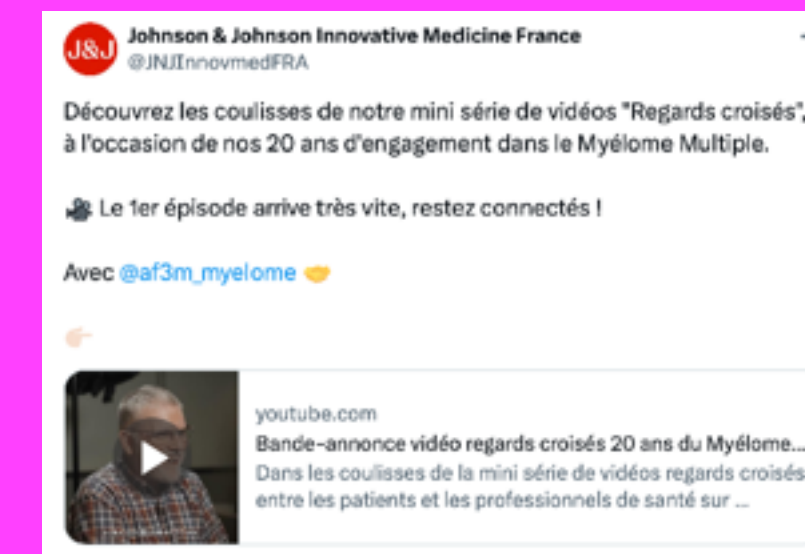 J&J
Johnson & Johnson Innovative Medicine France
@JNJInnovmedFRA
Découvrez les coulisses de notre mini série de vidéos "Regards croisés",
à l'occasion de nos 20 ans d'engagement dans le Myélome Multiple.
🎥 Le 1er épisode arrive très vite, restez connectés !
Avec @af3m_myelome 🤝
👉🏻
youtube.com
Bande-annonce vidéo regards croisés 20 ans du Myélome...
Dans les coulisses de la mini série de vidéos regards croisés
entre les patients et les professionnels de santé sur ...